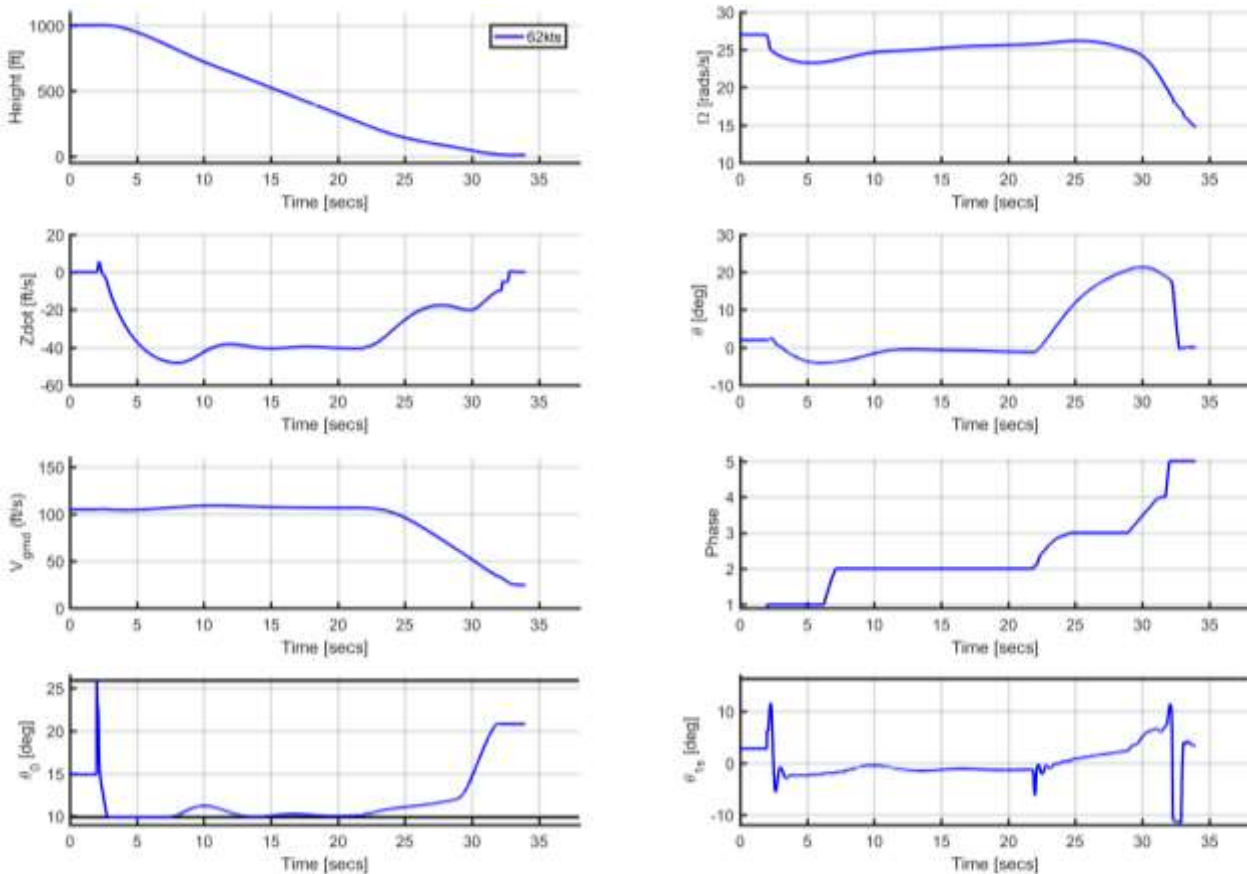 Height [ft]
1000
500
0
62kts
0 5 10 15 20 25 30 35
Time [secs]
Ω [rads/s]
30
25
20
15
10
0 5 10 15 20 25 30 35
Time [secs]
Zdot [ft/s]
20
0
-20
-40
-60
0 5 10 15 20 25 30 35
Time [secs]
θ [deg]
30
20
10
0
-10
0 5 10 15 20 25 30 35
Time [secs]
V_grnd (ft/s)
150
100
50
0
0 5 10 15 20 25 30 35
Time [secs]
Phase
5
4
3
2
1
0 5 10 15 20 25 30 35
Time [secs]
θ_0 [deg]
25
20
15
10
0 5 10 15 20 25 30 35
Time [secs]
θ_1s [deg]
10
0
-10
0 5 10 15 20 25 30 35
Time [secs]